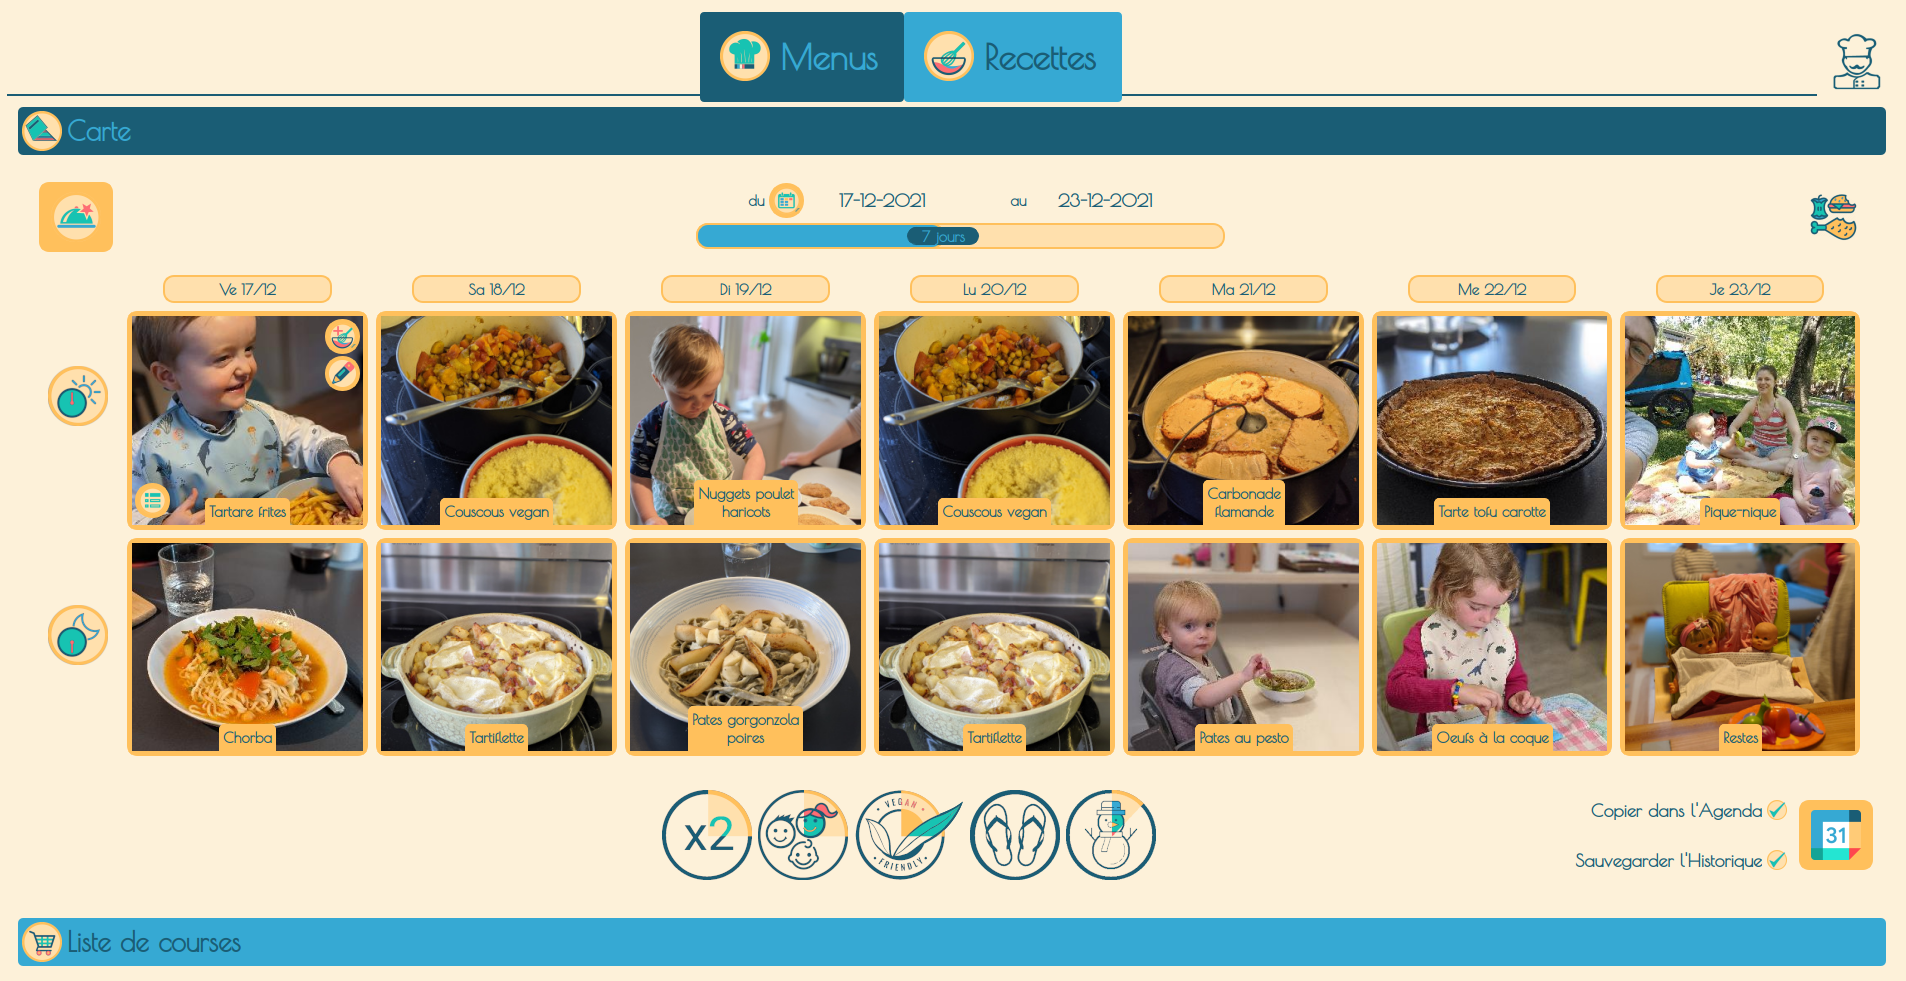 Menus
Recettes
Carte
du 17-12-2021 au 23-12-2021
7 jours
Ve 17/12
Sa 18/12
Di 19/12
Lu 20/12
Ma 21/12
Me 22/12
Je 23/12
Tartare frites
Couscous vegan
Nuggets poulet
haricots
Couscous vegan
Carbonade
flamande
Tarte tofu carotte
Pique-nique
Chorba
Tartiflette
Pates gorgonzola
poires
Tartiflette
Pates au pesto
Oeufs à la coque
Restes
x2
VEGAN
FRIENDLY
Copier dans l'Agenda
31
Sauvegarder l'Historique
Liste de courses